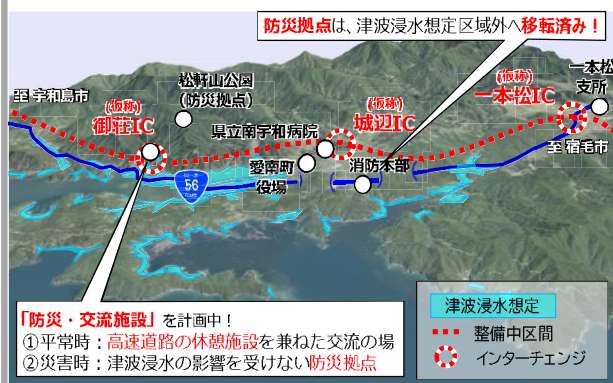 防災拠点は、津波浸水想定区域外へ移転済み！
一本松
支所
(仮称)
一本松IC
松軒山公園
(防災拠点)
至 宇和島市
(仮称)
御荘IC
(仮称)
城辺IC
県立南宇和病院
至 宿毛市
愛南町
役場
消防本部
56
津波浸水想定
整備中区間
インターチェンジ
「防災・交流施設」を計画中！
①平常時：高速道路の休憩施設を兼ねた交流の場
②災害時：津波浸水の影響を受けない防災拠点